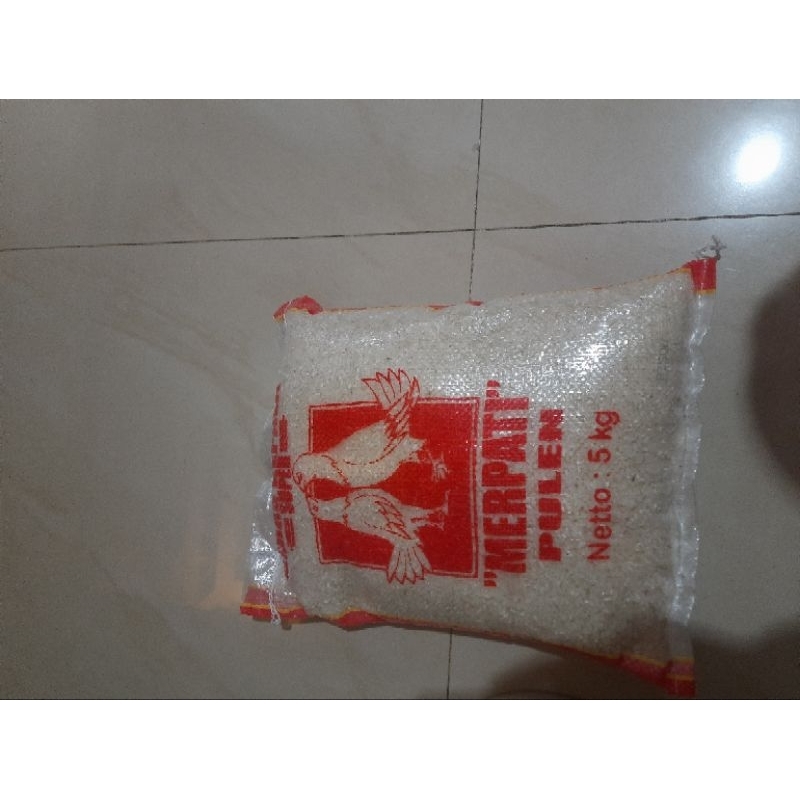 "MERPATI"
PULEN
Netto : 5 kg